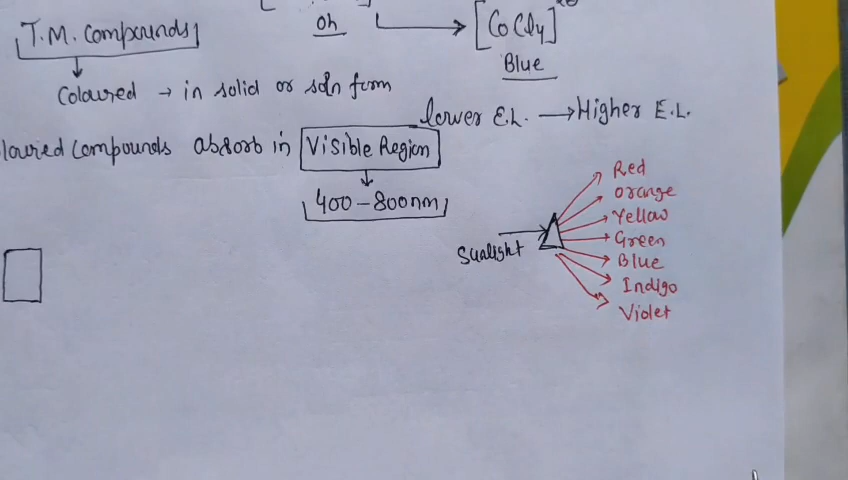 T.M. Compounds
Oh
[CoCl4]
Blue
Coloured → in solid or soln form
lower E.L. → Higher E.L.
loured Compounds absorb in Visible Region
400-800nm
Sunlight
Red
Orange
Yellow
Green
Blue
Indigo
Violet